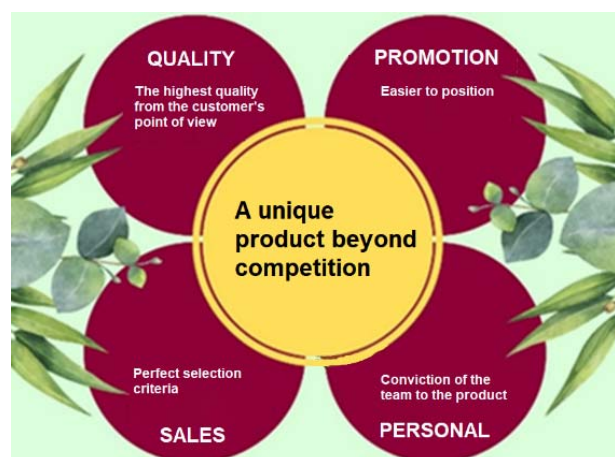 QUALITY
The highest quality
from the customer's
point of view
PROMOTION
Easier to position
A unique
product beyond
competition
Perfect selection
criteria
SALES
Conviction of the
team to the product
PERSONAL